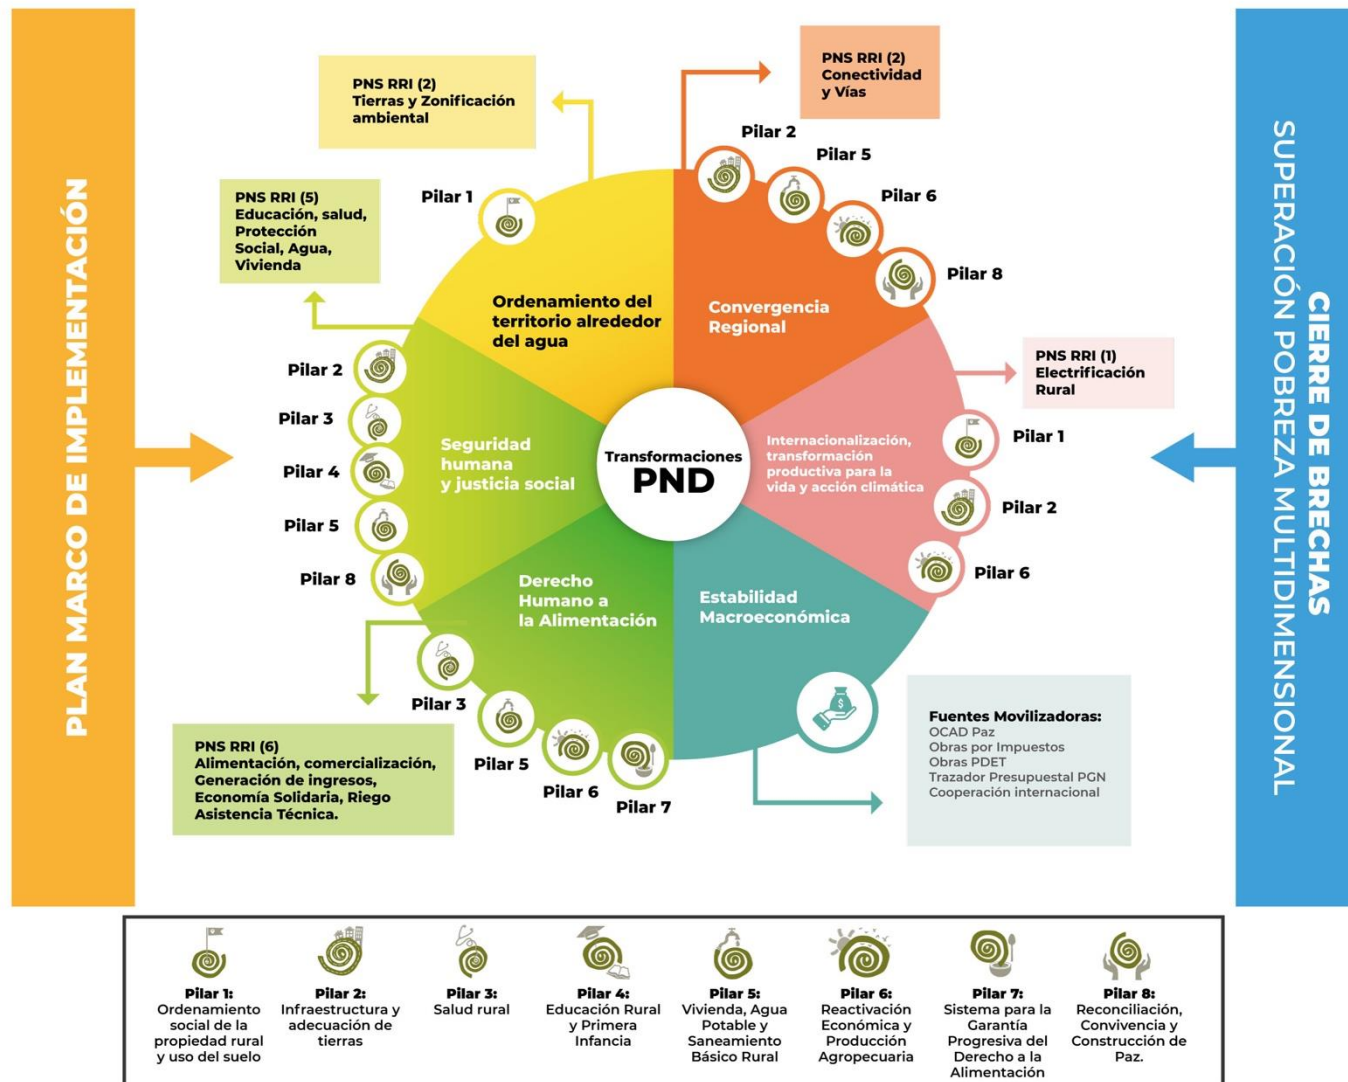 PLAN MARCO DE IMPLEMENTACIÓN
PNS RRI (2)
Tierras y Zonificación
ambiental
PNS RRI (2)
Conectividad
y Vías
PNS RRI (5)
Educación, salud,
Protección
Social, Agua,
Vivienda
Pilar 1
Pilar 2
Pilar 5
Pilar 6
Pilar 8
Ordenamiento del
territorio alrededor
del agua
Convergencia
Regional
PNS RRI (1)
Electrificación
Rural
Pilar 2
Pilar 3
Pilar 4
Pilar 5
Pilar 8
Seguridad
humana
y justicia social
Transformaciones
PND
Internacionalización,
transformación
productiva para la
vida y acción climática
Pilar 1
Pilar 2
Pilar 6
Derecho
Humano a
la Alimentación
Estabilidad
Macroeconómica
Pilar 3
Pilar 5
Pilar 6
Pilar 7
PNS RRI (6)
Alimentación, comercialización,
Generación de ingresos,
Economía Solidaria, Riego
Asistencia Técnica.
$
Fuentes Movilizadoras:
OCAD Paz
Obras por Impuestos
Obras PDET
Trazador Presupuestal PGN
Cooperación internacional
CIERRE DE BRECHAS
SUPERACIÓN POBREZA MULTIDIMENSIONAL
Pilar 1:
Ordenamiento
social de la
propiedad rural
y uso del suelo
Pilar 2:
Infraestructura y
adecuación de
tierras
Pilar 3:
Salud rural
Pilar 4:
Educación Rural
y Primera
Infancia
Pilar 5:
Vivienda, Agua
Potable y
Saneamiento
Básico Rural
Pilar 6:
Reactivación
Económica y
Producción
Agropecuaria
Pilar 7:
Sistema para la
Garantía
Progresiva del
Derecho a la
Alimentación
Pilar 8:
Reconciliación,
Convivencia y
Construcción de
Paz.